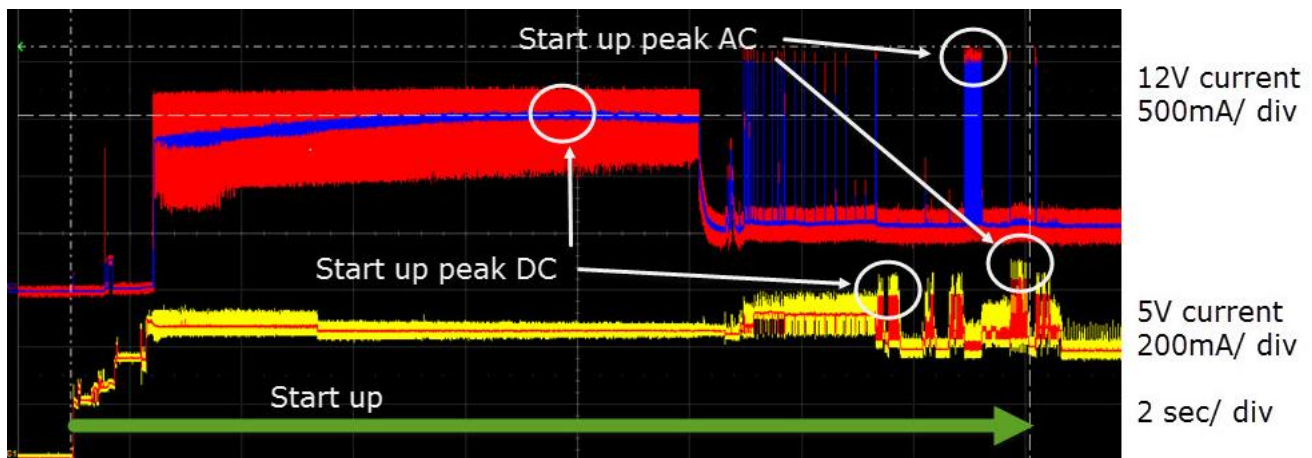 Start up peak AC
12V current
500mA/ div
Start up peak DC
5V current
200mA/ div
Start up
2 sec/ div